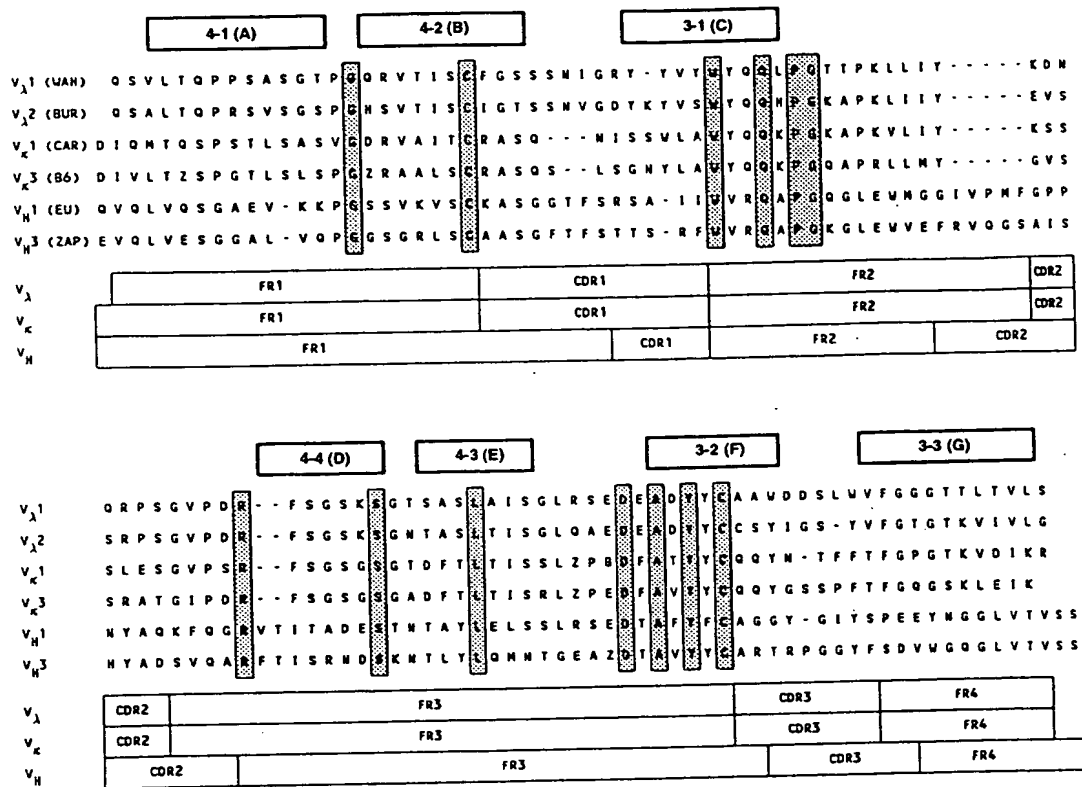 4-1 (A) 4-2 (B) 3-1 (C)
Vλ1 (WAH) Q S V L T Q P P S A S G T P G Q R V T I S C F G S S S N I G R Y - Y V Y W Y Q Q L P G T T P K L L I Y - - - - - K D N
Vλ2 (BUR) Q S A L T Q P R S V S G S P G H S V T I S C I G T S S N V G D Y K Y V S W Y Q Q H P G K A P K L I I Y - - - - - E V S
Vκ1 (CAR) D I Q M T Q S P S T L S A S V G D R V A I T C R A S Q - - - N I S S W L A W Y Q Q K P G K A P K V L I Y - - - - - K S S
Vκ3 (B6) D I V L T Z S P G T L S L S P G Z R A A L S C R A S Q S - - L S G N Y L A W Y Q Q K P G Q A P R L L M Y - - - - - G V S
VH1 (EU) Q V Q L V Q S G A E V - K K P G S S V K V S C K A S G G T F S R S A - I I W V R Q A P G Q G L E W M G G I V P M F G P P
VH3 (ZAP) E V Q L V E S G G A L - V Q P G G S G R L S C A A S G F T F S T T S - R F W V R Q A P G K G L E W V E F R V Q G S A I S
Vλ FR1 CDR1 FR2 CDR2
Vκ FR1 CDR1 FR2 CDR2
VH FR1 CDR1 FR2 CDR2
4-4 (D) 4-3 (E) 3-2 (F) 3-3 (G)
Vλ1 Q R P S G V P D R - - F S G S K S G T S A S L A I S G L R S E D E A D Y Y C A A W D D S L W V F G G G T T L T V L S
Vλ2 S R P S G V P D R - - F S G S K S G N T A S L T I S G L Q A E D E A D Y Y C C S Y I G S - Y V F G T G T K V I V L G
Vκ1 S L E S G V P S R - - F S G S G S G T D F T L T I S S L Z P B D F A T Y Y C Q Q Y N - T F F T F G P G T K V D I K R
Vκ3 S R A T G I P D R - - F S G S G S G A D F T L T I S R L Z P E D F A V Y Y C Q Q Y G S S P F T F G Q G S K L E I K
VH1 N Y A Q K F Q G R V T I T A D E S T N T A Y L E L S S L R S E D T A F Y F C A G G Y - G I T S P E E Y N G G L V T V S S
VH3 H Y A D S V Q A R F T I S R N D S K N T L Y L Q M N T G E A Z D T A V Y Y C A R T R P G G Y F S D V W G Q G L V T V S S
Vλ CDR2 FR3 CDR3 FR4
Vκ CDR2 FR3 CDR3 FR4
VH CDR2 FR3 CDR3 FR4